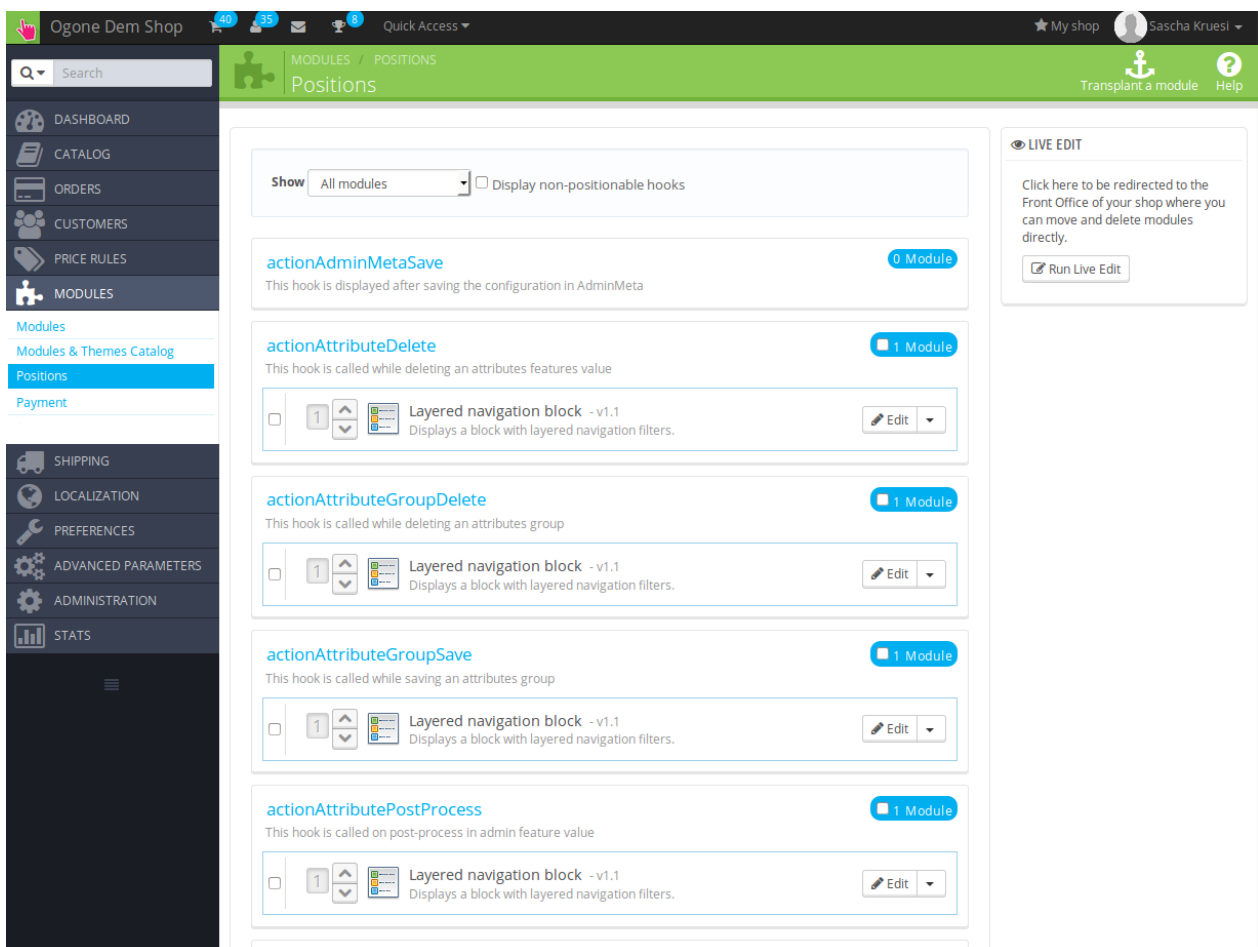 Ogone Dem Shop 40 35 8 Quick Access My shop Sascha Kruesi
Search
MODULES / POSITIONS
Positions
Transplant a module Help
DASHBOARD
CATALOG
ORDERS
CUSTOMERS
PRICE RULES
MODULES
Modules
Modules & Themes Catalog
Positions
Payment
SHIPPING
LOCALIZATION
PREFERENCES
ADVANCED PARAMETERS
ADMINISTRATION
STATS
Show All modules Display non-positionable hooks
actionAdminMetaSave 0 Module
This hook is displayed after saving the configuration in AdminMeta
actionAttributeDelete 1 Module
This hook is called while deleting an attributes features value
1 Layered navigation block - v1.1 Edit
Displays a block with layered navigation filters.
actionAttributeGroupDelete 1 Module
This hook is called while deleting an attributes group
1 Layered navigation block - v1.1 Edit
Displays a block with layered navigation filters.
actionAttributeGroupSave 1 Module
This hook is called while saving an attributes group
1 Layered navigation block - v1.1 Edit
Displays a block with layered navigation filters.
actionAttributePostProcess 1 Module
This hook is called on post-process in admin feature value
1 Layered navigation block - v1.1 Edit
Displays a block with layered navigation filters.
LIVE EDIT
Click here to be redirected to the
Front Office of your shop where you
can move and delete modules
directly.
Run Live Edit